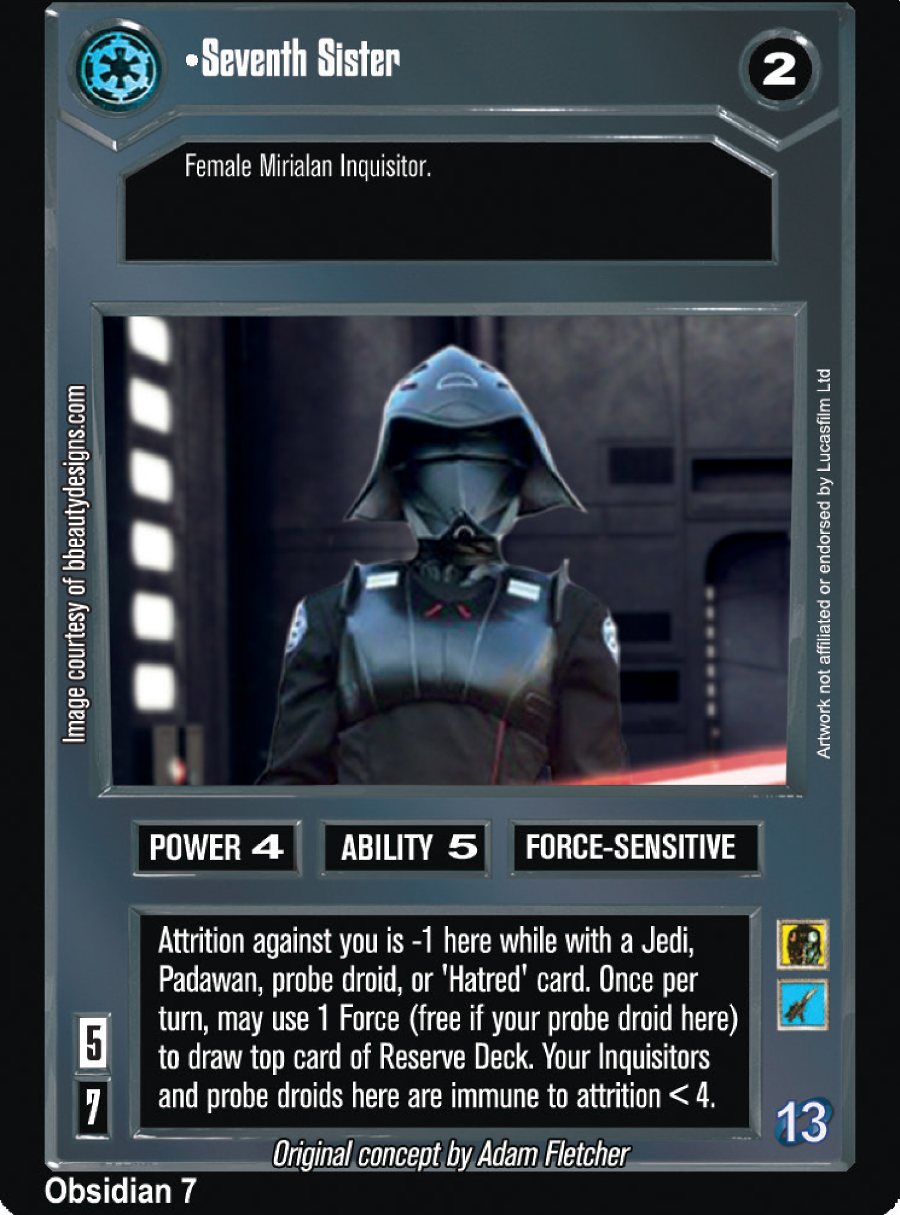 •Seventh Sister
2
Female Mirialan Inquisitor.
Image courtesy of bbeautydesigns.com
Artwork not affiliated or endorsed by Lucasfilm Ltd
POWER 4
ABILITY 5
FORCE-SENSITIVE
Attrition against you is -1 here while with a Jedi,
Padawan, probe droid, or 'Hatred' card. Once per
turn, may use 1 Force (free if your probe droid here)
to draw top card of Reserve Deck. Your Inquisitors
and probe droids here are immune to attrition < 4.
5
7
13
Original concept by Adam Fletcher
Obsidian 7